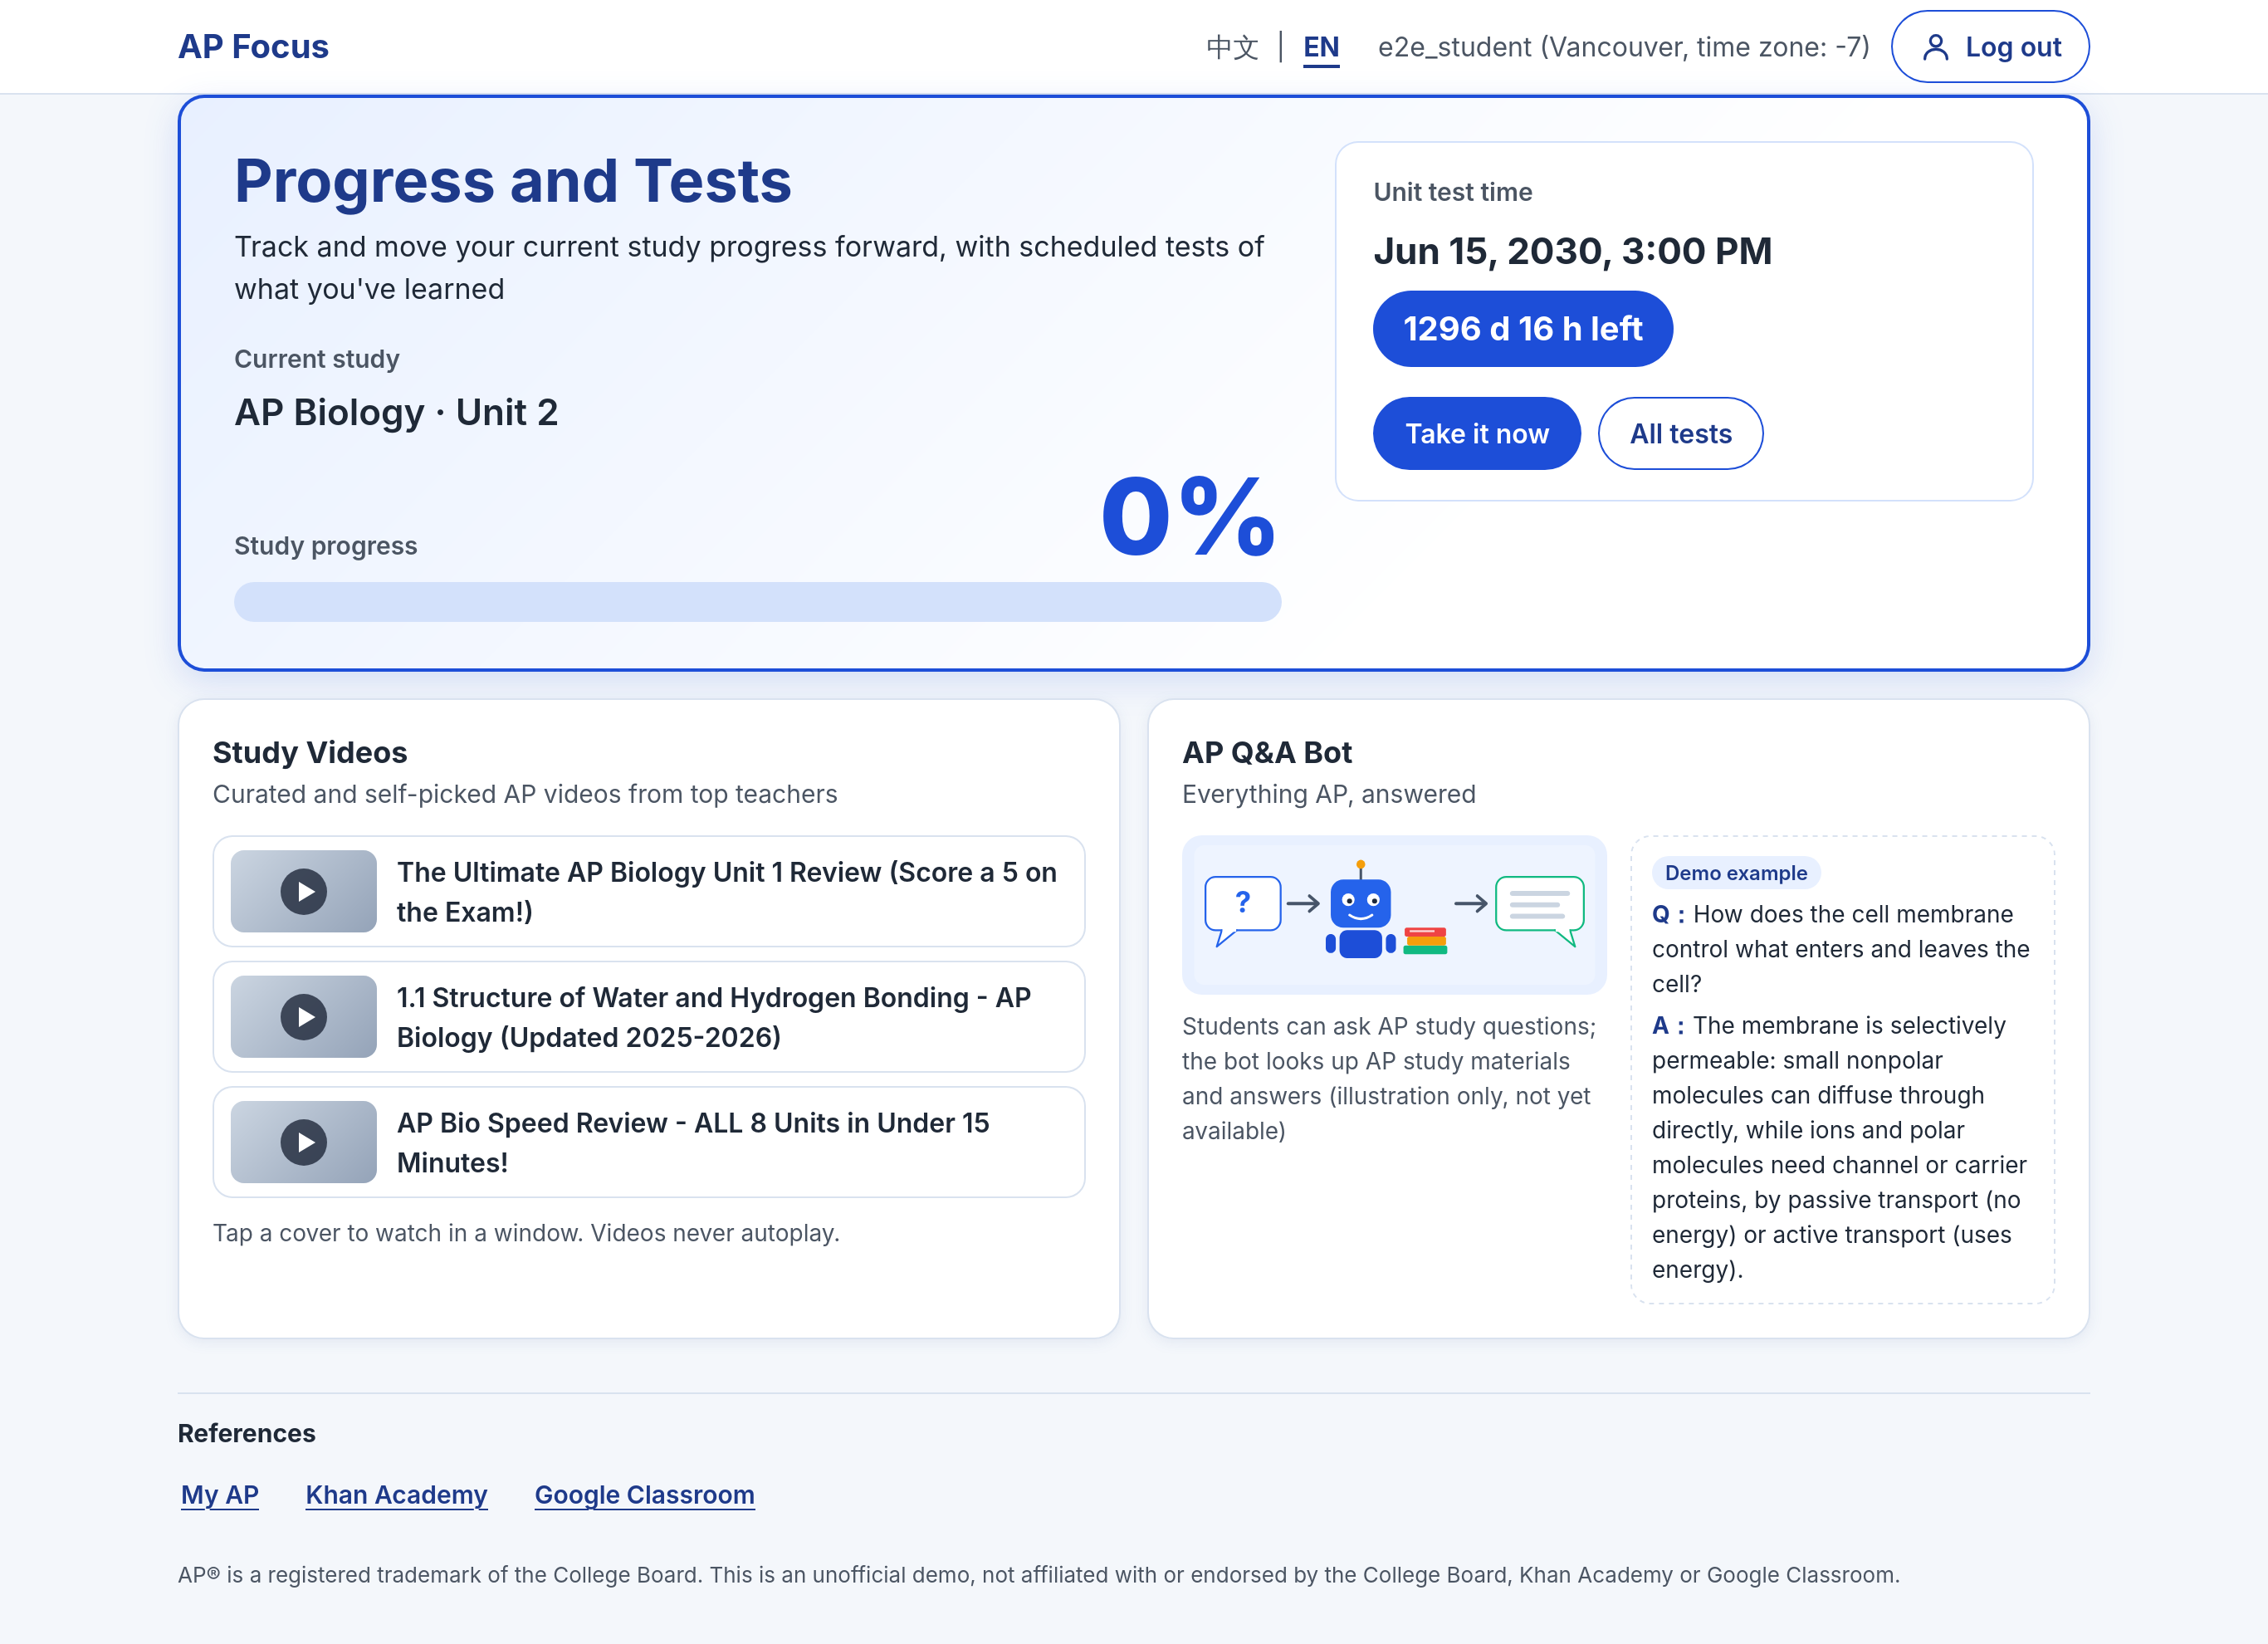 AP Focus
中文 | EN e2e_student (Vancouver, time zone: -7) Log out
Progress and Tests
Track and move your current study progress forward, with scheduled tests of
what you've learned
Current study
AP Biology · Unit 2
Study progress
0%
Unit test time
Jun 15, 2030, 3:00 PM
1296 d 16 h left
Take it now
All tests
Study Videos
Curated and self-picked AP videos from top teachers
The Ultimate AP Biology Unit 1 Review (Score a 5 on
the Exam!)
1.1 Structure of Water and Hydrogen Bonding - AP
Biology (Updated 2025-2026)
AP Bio Speed Review - ALL 8 Units in Under 15
Minutes!
Tap a cover to watch in a window. Videos never autoplay.
AP Q&A Bot
Everything AP, answered
?
Students can ask AP study questions;
the bot looks up AP study materials
and answers (illustration only, not yet
available)
Demo example
Q : How does the cell membrane
control what enters and leaves the
cell?
A : The membrane is selectively
permeable: small nonpolar
molecules can diffuse through
directly, while ions and polar
molecules need channel or carrier
proteins, by passive transport (no
energy) or active transport (uses
energy).
References
My AP
Khan Academy
Google Classroom
AP® is a registered trademark of the College Board. This is an unofficial demo, not affiliated with or endorsed by the College Board, Khan Academy or Google Classroom.